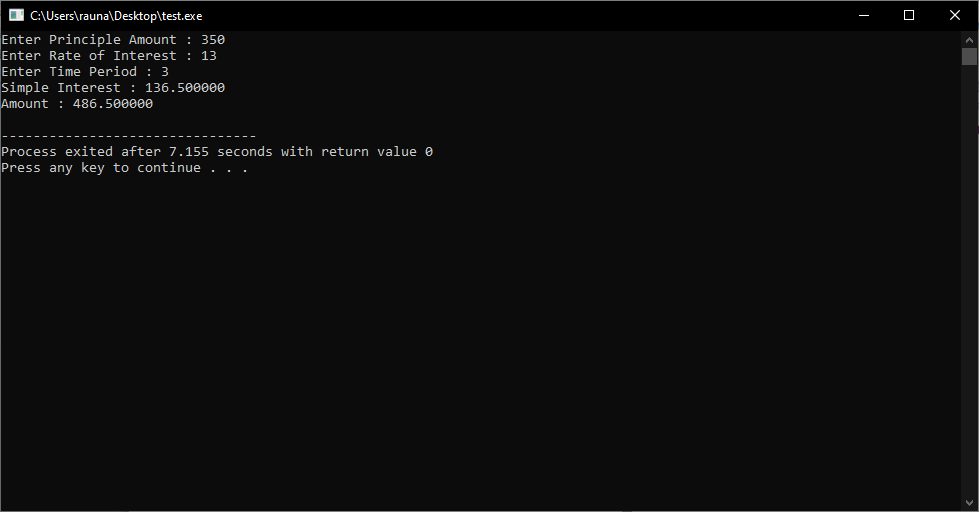 C:\Users\rauna\Desktop\test.exe
Enter Principle Amount : 350
Enter Rate of Interest : 13
Enter Time Period : 3
Simple Interest : 136.500000
Amount : 486.500000
--------------------------------
Process exited after 7.155 seconds with return value 0
Press any key to continue . . .